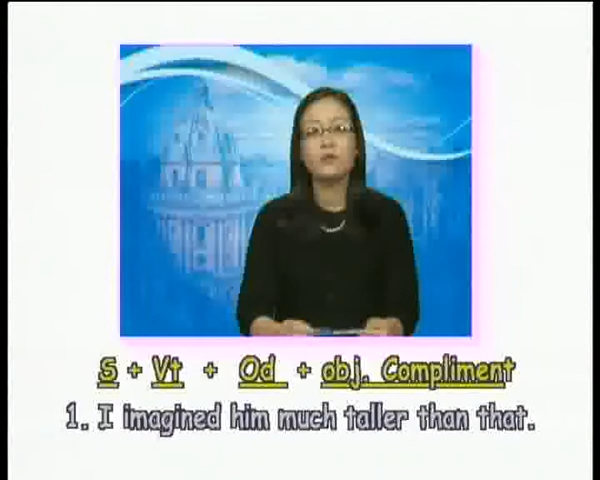 S + Vt + Od + obj. Compliment
1. I imagined him much taller than that.